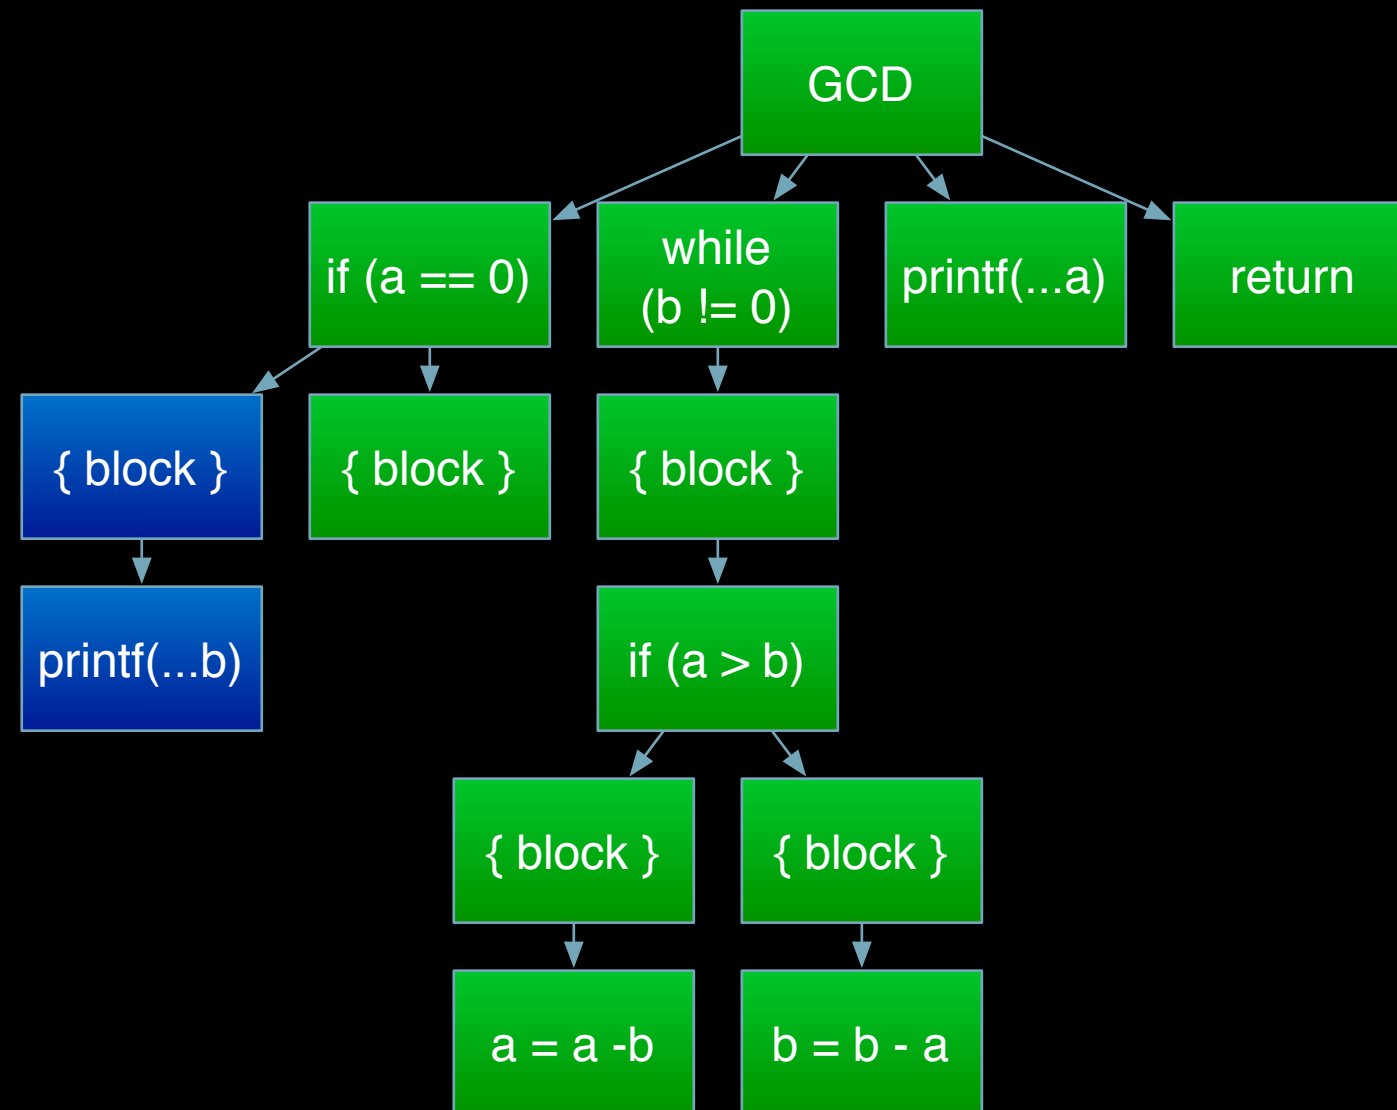 GCD
if (a == 0)
while
(b != 0)
printf(...a)
return
{ block }
{ block }
{ block }
printf(...b)
if (a > b)
{ block }
{ block }
a = a -b
b = b - a